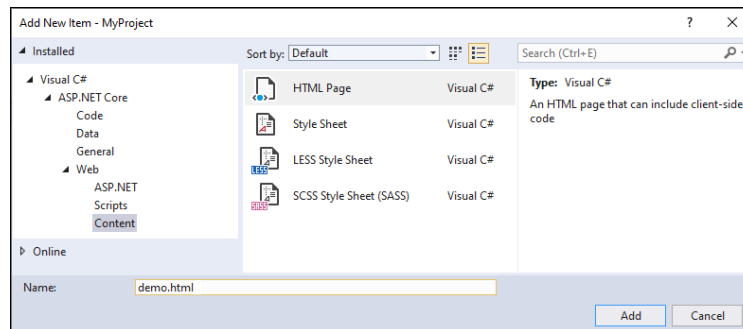 Add New Item - MyProject
Installed
Sort by: Default
Search (Ctrl+E)
Visual C#
ASP.NET Core
Code
Data
General
Web
ASP.NET
Scripts
Content
Online
HTML Page Visual C#
Style Sheet Visual C#
LESS LESS Style Sheet Visual C#
SASS SCSS Style Sheet (SASS) Visual C#
Type: Visual C#
An HTML page that can include client-side
code
Name: demo.html
Add Cancel